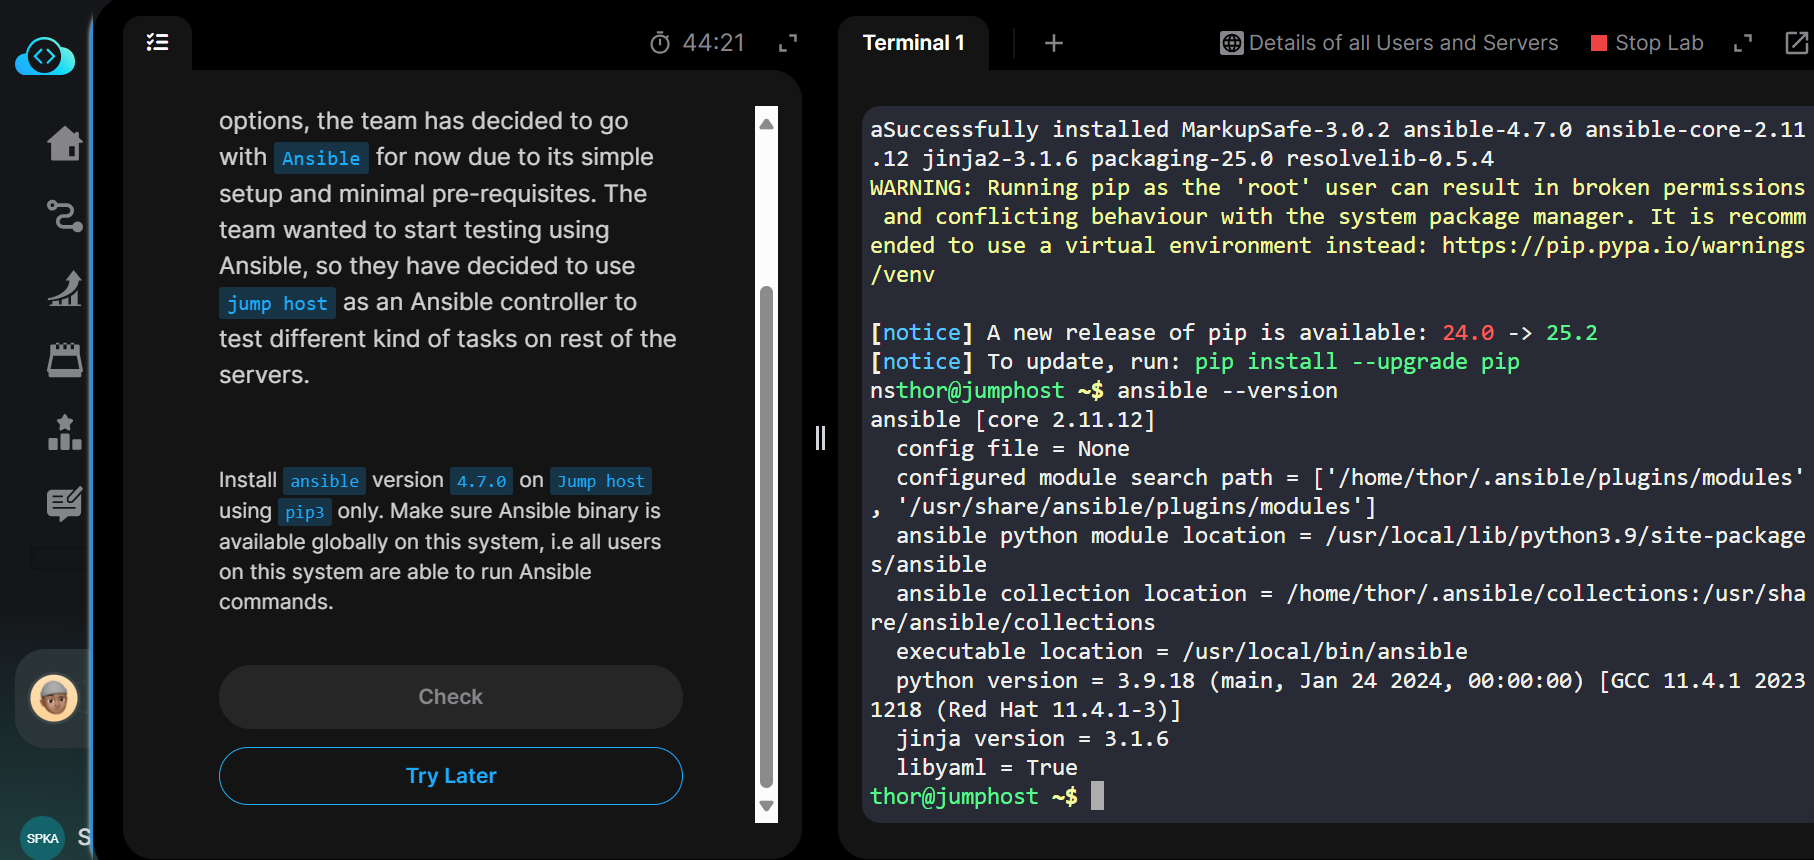 44:21
options, the team has decided to go
with Ansible for now due to its simple
setup and minimal pre-requisites. The
team wanted to start testing using
Ansible, so they have decided to use
jump host as an Ansible controller to
test different kind of tasks on rest of the
servers.
Install ansible version 4.7.0 on Jump host
using pip3 only. Make sure Ansible binary is
available globally on this system, i.e all users
on this system are able to run Ansible
commands.
Check
Try Later
SPKA S
Terminal 1 + Details of all Users and Servers Stop Lab
aSuccessfully installed MarkupSafe-3.0.2 ansible-4.7.0 ansible-core-2.11
.12 jinja2-3.1.6 packaging-25.0 resolvelib-0.5.4
WARNING: Running pip as the 'root' user can result in broken permissions
 and conflicting behaviour with the system package manager. It is recomm
ended to use a virtual environment instead: https://pip.pypa.io/warnings
/venv
[notice] A new release of pip is available: 24.0 -> 25.2
[notice] To update, run: pip install --upgrade pip
nsthor@jumphost ~$ ansible --version
ansible [core 2.11.12]
  config file = None
  configured module search path = ['/home/thor/.ansible/plugins/modules'
, '/usr/share/ansible/plugins/modules']
  ansible python module location = /usr/local/lib/python3.9/site-package
s/ansible
  ansible collection location = /home/thor/.ansible/collections:/usr/sha
re/ansible/collections
  executable location = /usr/local/bin/ansible
  python version = 3.9.18 (main, Jan 24 2024, 00:00:00) [GCC 11.4.1 2023
1218 (Red Hat 11.4.1-3)]
  jinja version = 3.1.6
  libyaml = True
thor@jumphost ~$